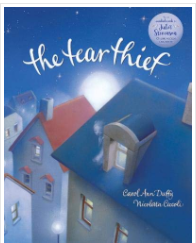 the tear thief
Carol Ann Duffy
Nicoletta Ceccoli